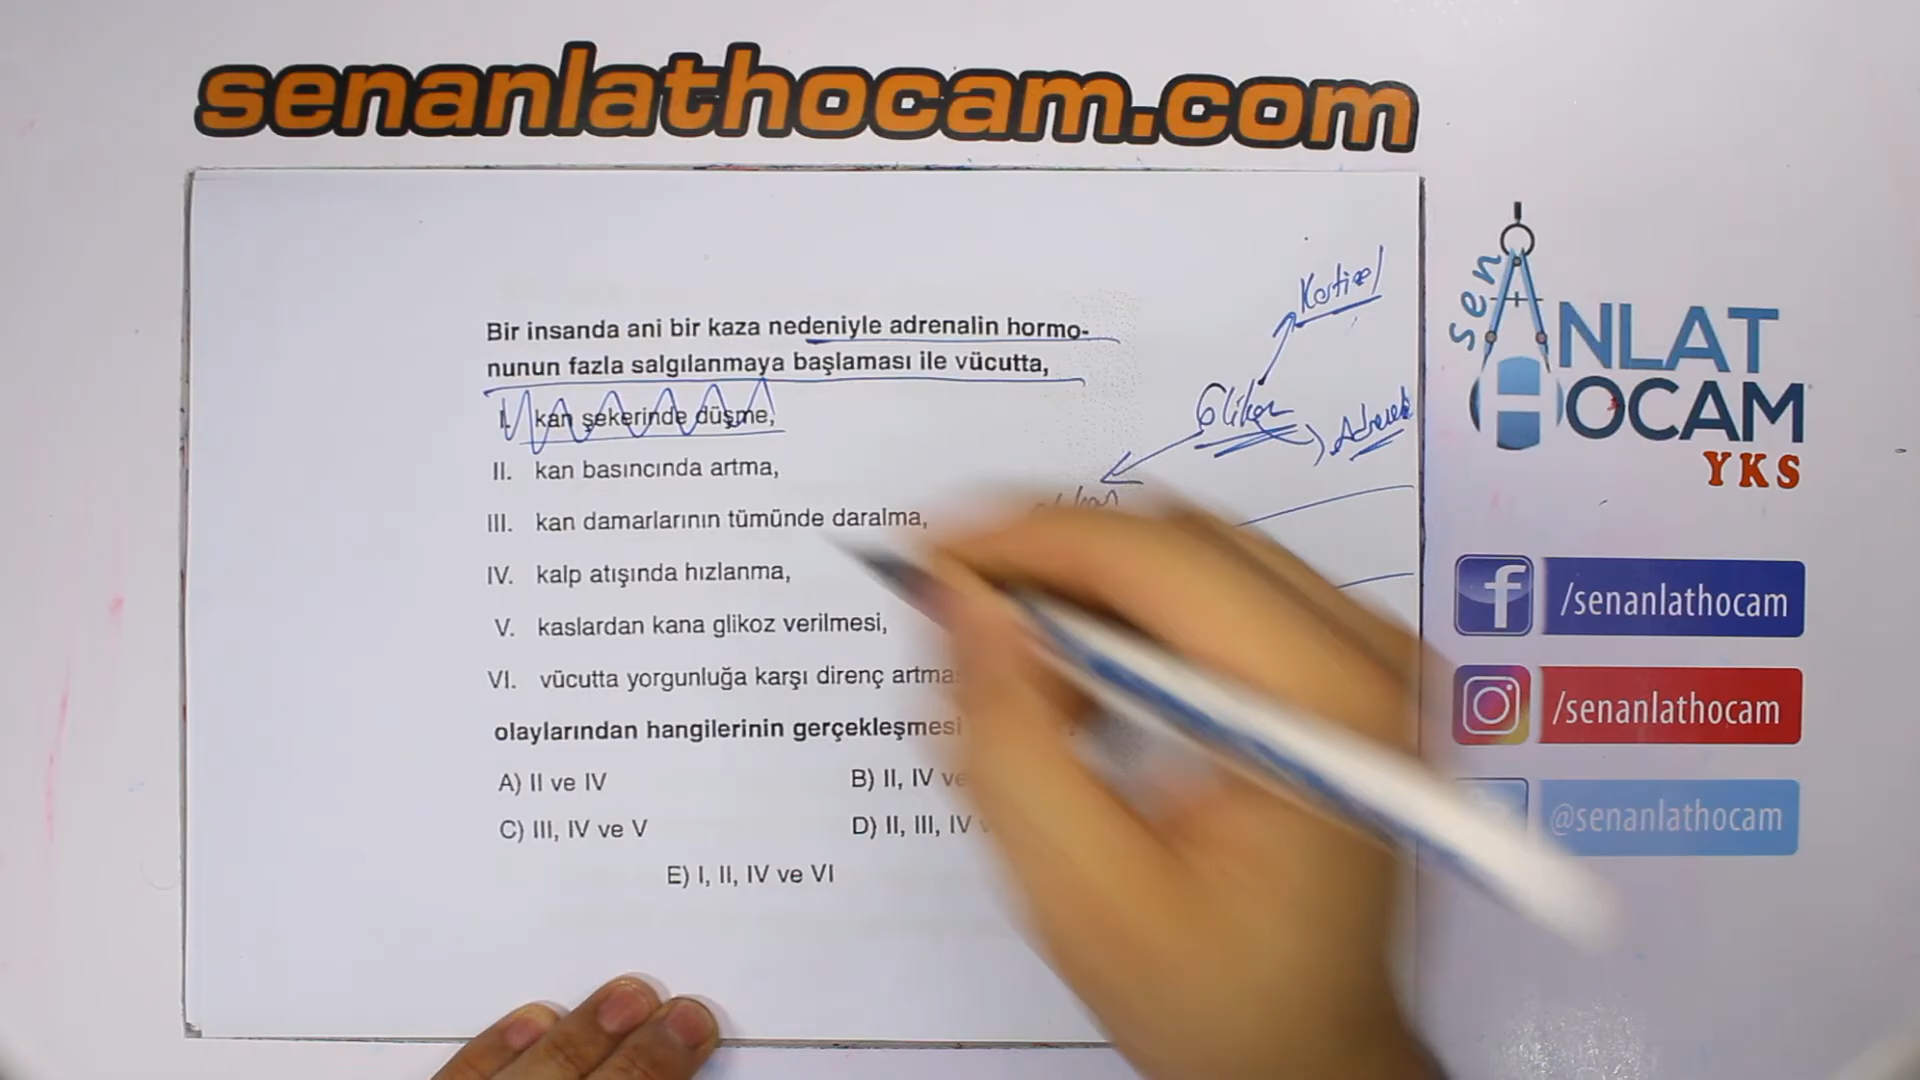 senanlathocam.com
Bir insanda ani bir kaza nedeniyle adrenalin hormo-
nunun fazla salgılanmaya başlaması ile vücutta,
I. kan şekerinde düşme,
II. kan basıncında artma,
III. kan damarlarının tümünde daralma,
IV. kalp atışında hızlanma,
V. kaslardan kana glikoz verilmesi,
VI. vücutta yorgunluğa karşı direnç artma
olaylarından hangilerinin gerçekleşmesi
A) II ve IV
B) II, IV ve
C) III, IV ve V
D) II, III, IV
E) I, II, IV ve VI
Kortizol
sen
ANLAT
HOCAM
YKS
/senanlathocam
/senanlathocam
@senanlathocam